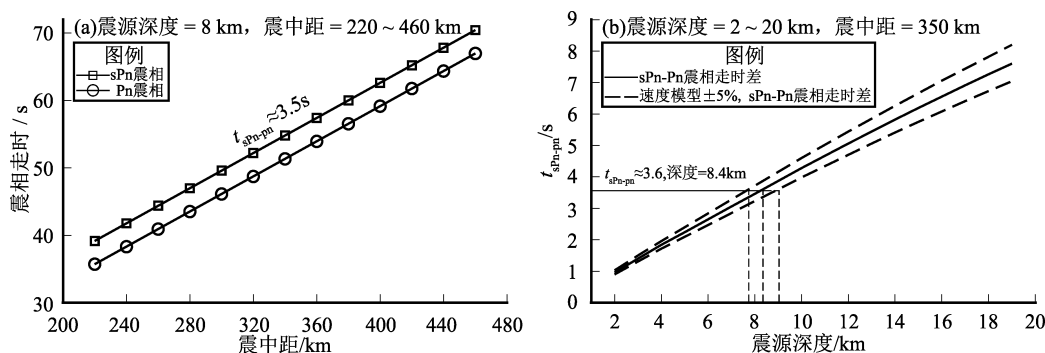 (a)震源深度 = 8 km，震中距 = 220 ~ 460 km
图例
sPn震相
Pn震相
tsPn-pn≈3.5s
震相走时 / s
70
60
50
40
30
200 240 280 320 360 400 440 480
震中距/km
(b)震源深度 = 2 ~ 20 km，震中距 = 350 km
图例
sPn-Pn震相走时差
速度模型±5%, sPn-Pn震相走时差
tsPn-pn≈3.6,深度=8.4km
tsPn-pn/s
9
8
7
6
5
4
3
2
1
0
2 4 6 8 10 12 14 16 18 20
震源深度/km